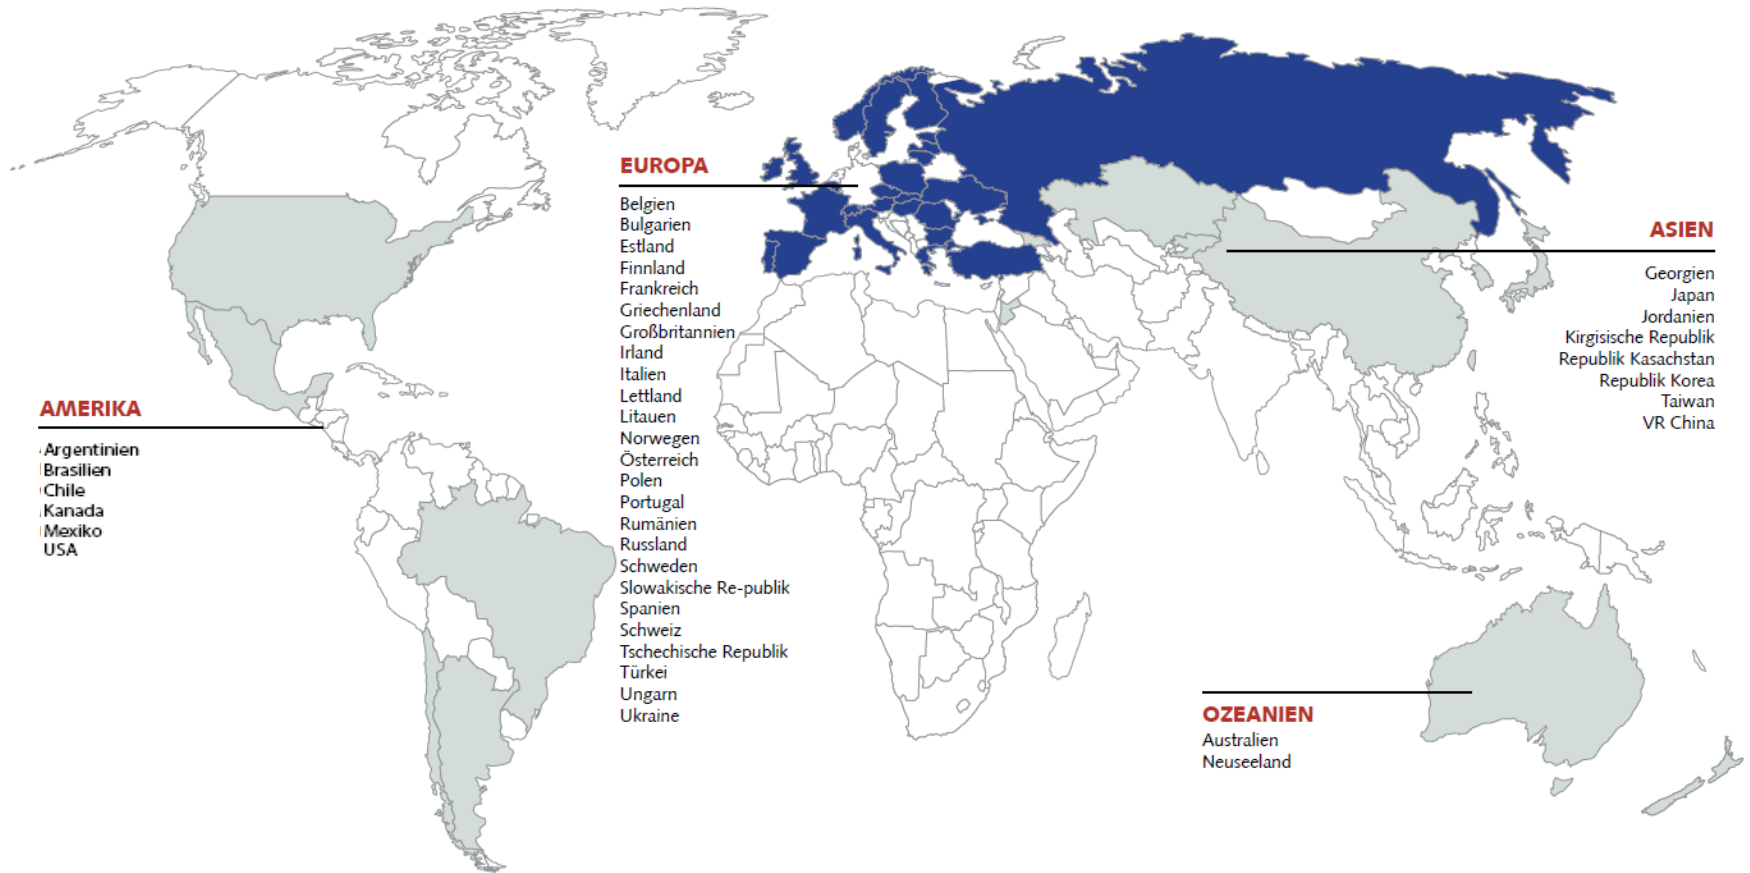 EUROPA
Belgien
Bulgarien
Estland
Finnland
Frankreich
Griechenland
Großbritannien
Irland
Italien
Lettland
Litauen
Norwegen
Österreich
Polen
Portugal
Rumänien
Russland
Schweden
Slowakische Re-publik
Spanien
Schweiz
Tschechische Republik
Türkei
Ungarn
Ukraine
ASIEN
Georgien
Japan
Jordanien
Kirgisische Republik
Republik Kasachstan
Republik Korea
Taiwan
VR China
AMERIKA
Argentinien
Brasilien
Chile
Kanada
Mexiko
USA
OZEANIEN
Australien
Neuseeland